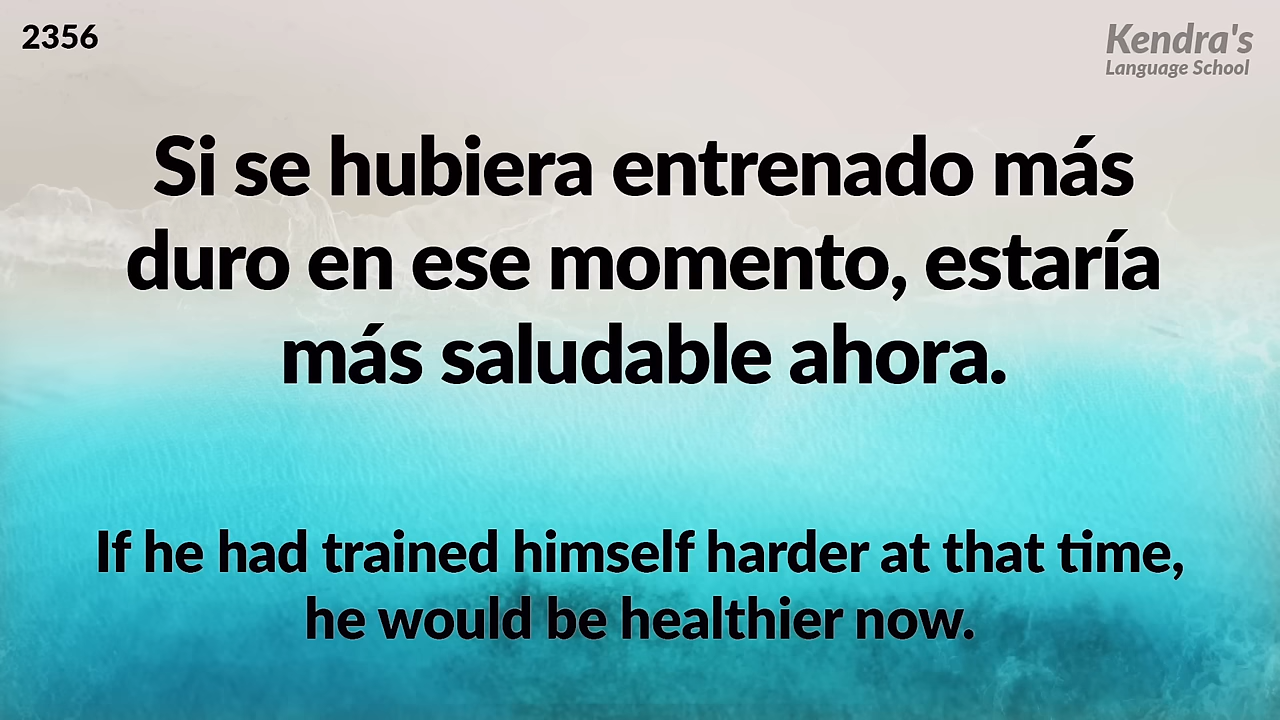 2356
Kendra's
Language School
Si se hubiera entrenado más
duro en ese momento, estaría
más saludable ahora.
If he had trained himself harder at that time,
he would be healthier now.